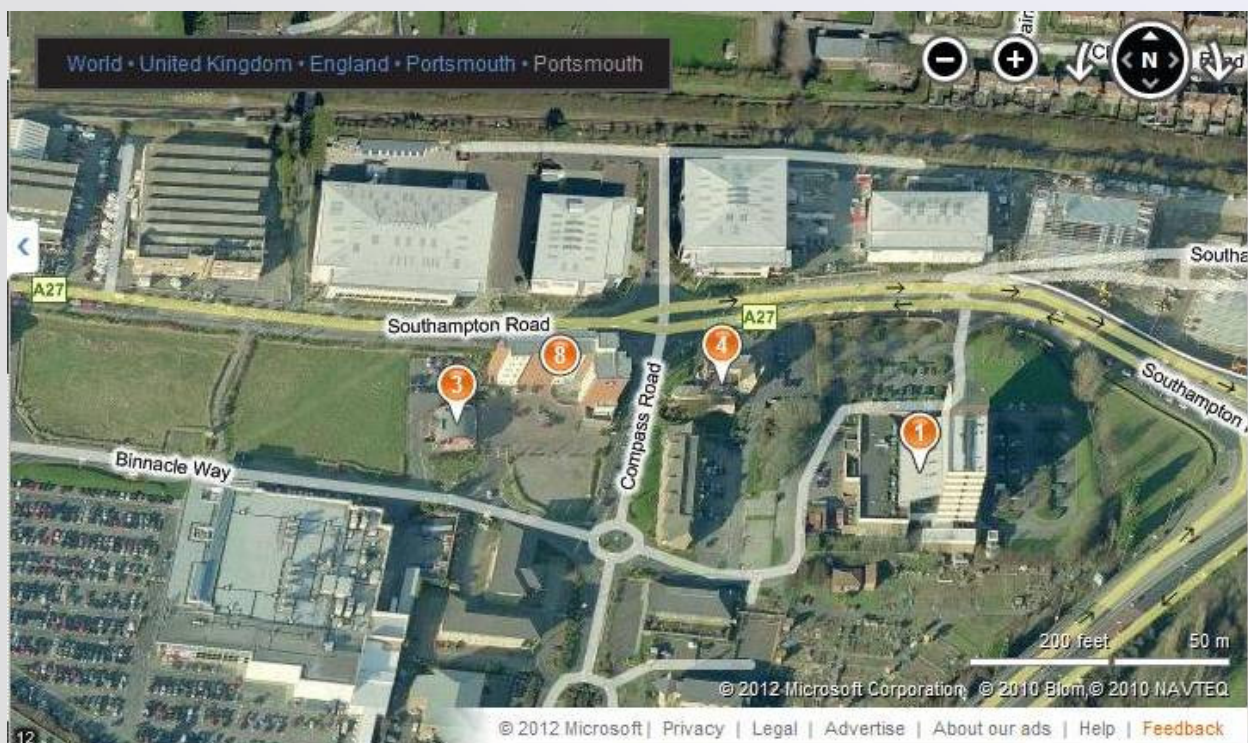 World • United Kingdom • England • Portsmouth • Portsmouth
N
Road
Southa
A27
Southampton Road
A27
8
4
3
Compass Road
Southampton
1
Binnacle Way
200 feet
50 m
© 2012 Microsoft Corporation © 2010 Blom,© 2010 NAVTEQ
12
© 2012 Microsoft | Privacy | Legal | Advertise | About our ads | Help | Feedback